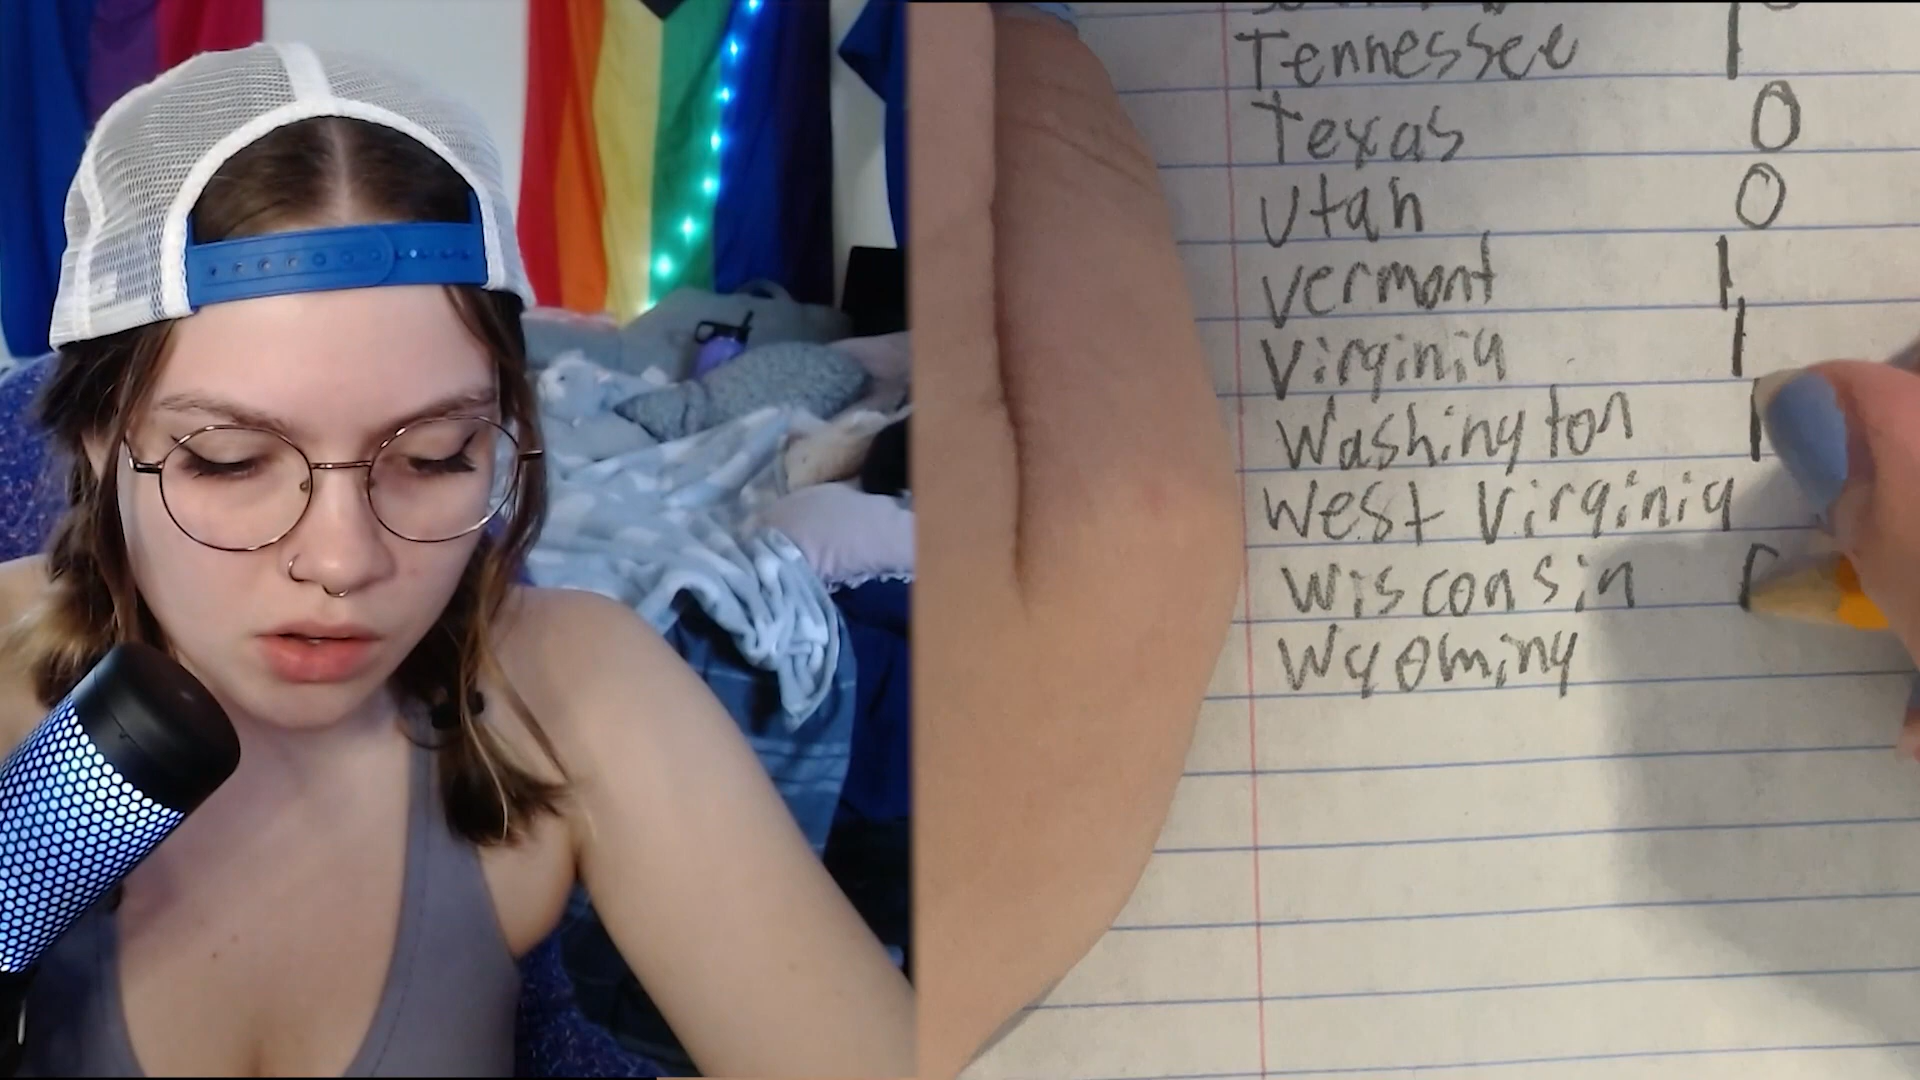 Tennessee 1
Texas 0
Utah 0
Vermont 1
Virginia 1
Washington 1
West Virginia
Wisconsin
Wyoming